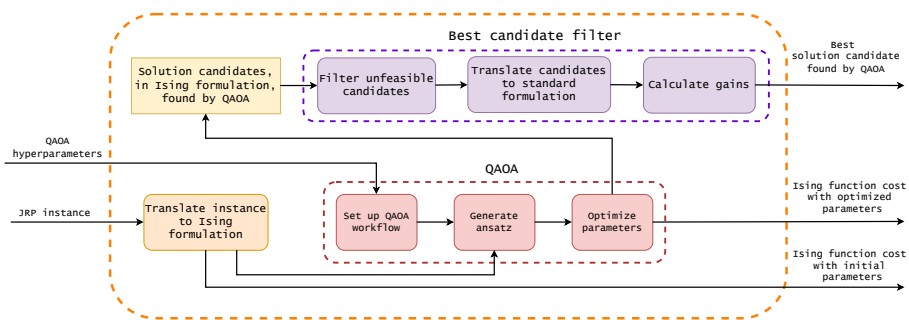 Best candidate filter
Best
solution candidate
found by QAOA
Solution candidates,
in Ising formulation,
found by QAOA
Filter unfeasible
candidates
Translate candidates
to standard
formulation
Calculate gains
QAOA
hyperparameters
QAOA
JRP instance
Translate instance
to Ising
formulation
Set up QAOA
workflow
Generate
ansatz
Optimize
parameters
Ising function cost
with optimized
parameters
Ising function cost
with initial
parameters